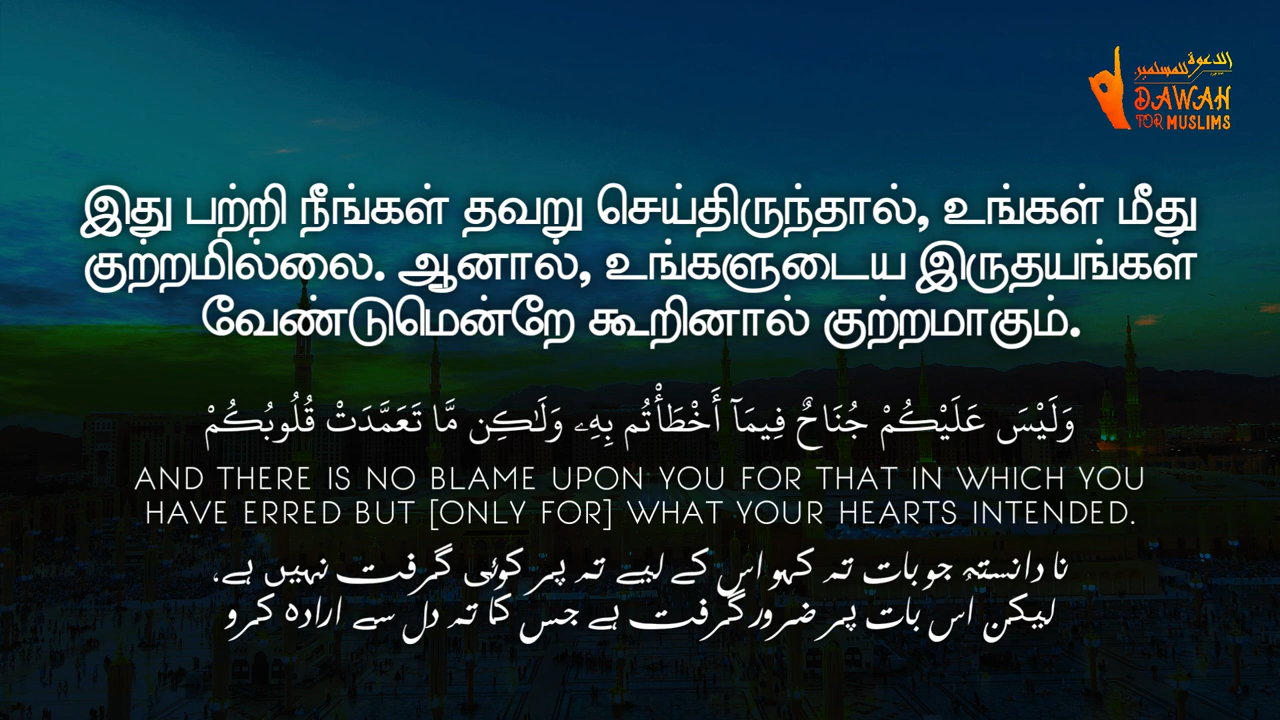 الدعوة للمسلمين
DAWAH
FOR MUSLIMS
இது பற்றி நீங்கள் தவறு செய்திருந்தால், உங்கள் மீது
குற்றமில்லை. ஆனால், உங்களுடைய இருதயங்கள்
வேண்டுமென்றே கூறினால் குற்றமாகும்.
وَلَيْسَ عَلَيْكُمْ جُنَاحٌ فِيمَآ أَخْطَأْتُم بِهِۦ وَلَـٰكِن مَّا تَعَمَّدَتْ قُلُوبُكُمْ
AND THERE IS NO BLAME UPON YOU FOR THAT IN WHICH YOU
HAVE ERRED BUT [ONLY FOR] WHAT YOUR HEARTS INTENDED.
نا دانستہ جو بات تم کہو اس کے لیے تم پر کوئی گرفت نہیں ہے،
لیکن اُس بات پر ضرور گرفت ہے جس کا تم دل سے ارادہ کرو